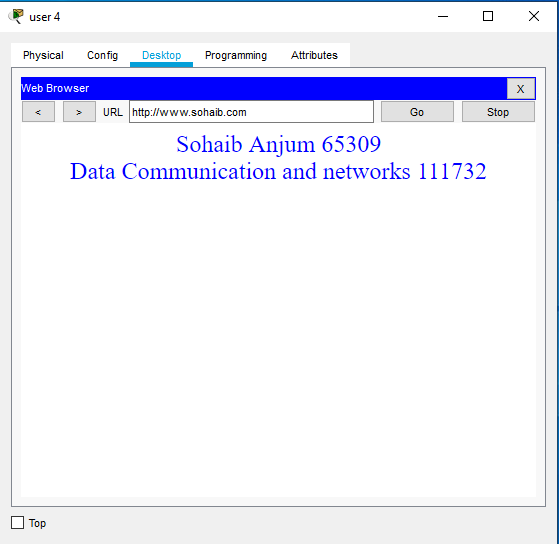 user 4
Physical Config Desktop Programming Attributes
Web Browser X
< > URL http://www.sohaib.com Go Stop
Sohaib Anjum 65309
Data Communication and networks 111732
Top